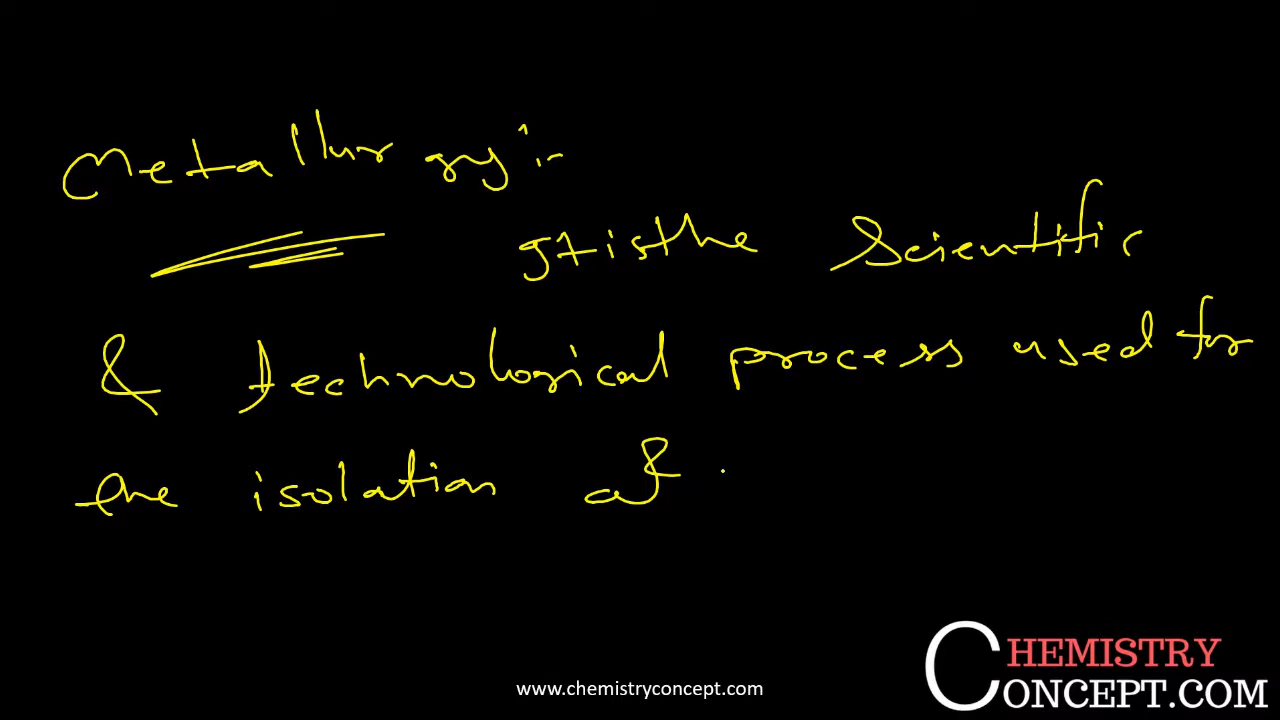 Metallurgy :-
It is the Scientific
& technological process used for
the isolation of
www.chemistryconcept.com
CHEMISTRY
CONCEPT.COM